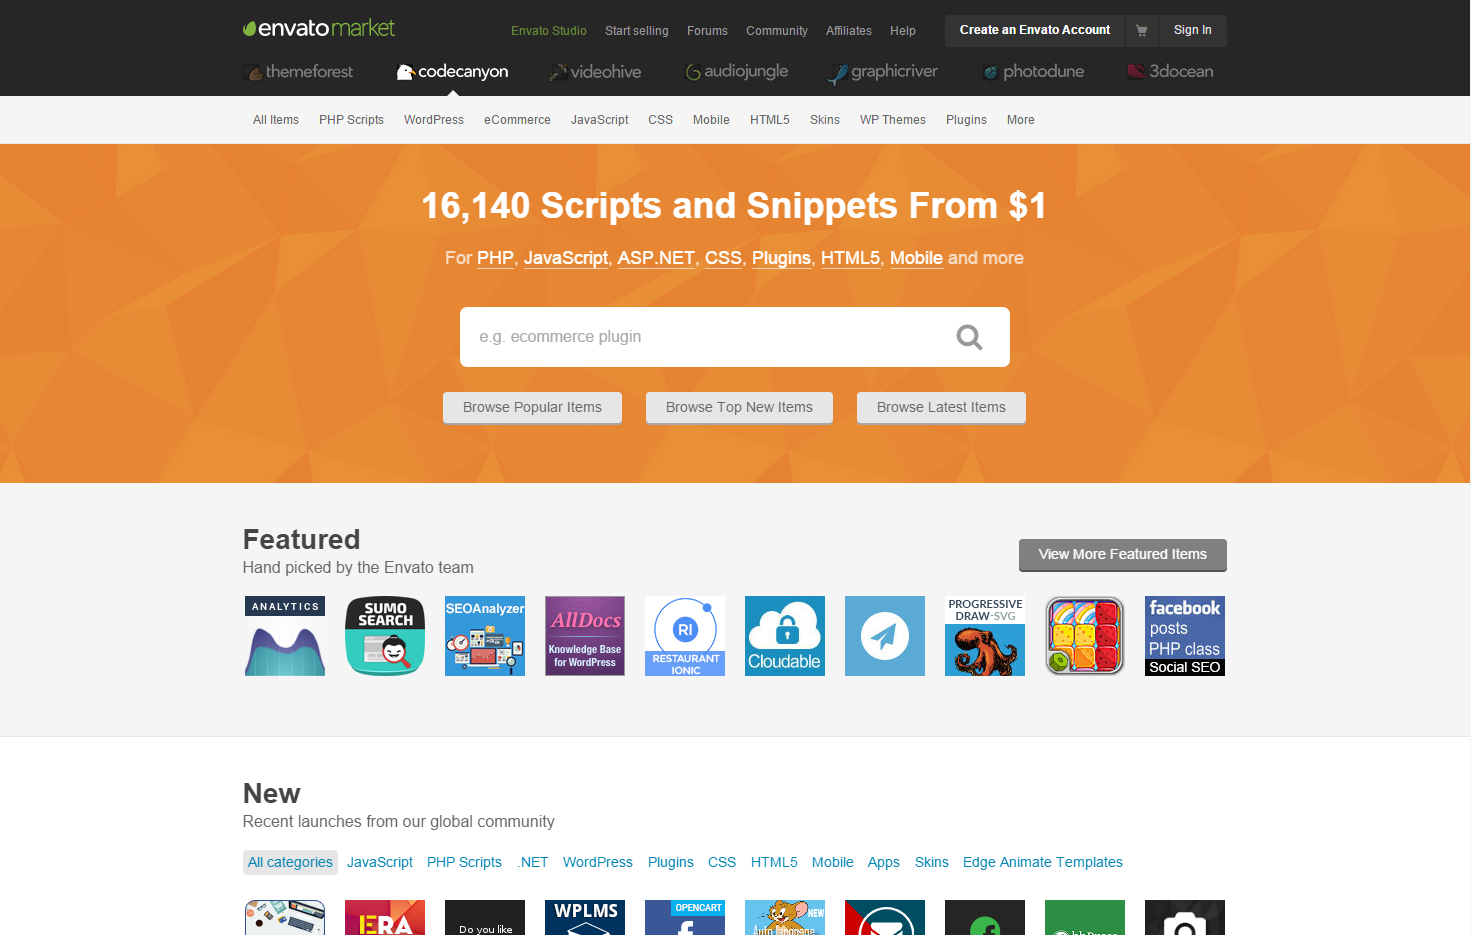 envato market
Envato Studio Start selling Forums Community Affiliates Help
Create an Envato Account
Sign In
themeforest codecanyon videohive audiojungle graphicriver photodune 3docean
All Items PHP Scripts WordPress eCommerce JavaScript CSS Mobile HTML5 Skins WP Themes Plugins More
16,140 Scripts and Snippets From $1
For PHP, JavaScript, ASP.NET, CSS, Plugins, HTML5, Mobile and more
e.g. ecommerce plugin
Browse Popular Items Browse Top New Items Browse Latest Items
Featured
Hand picked by the Envato team
View More Featured Items
ANALYTICS
SUMO
SEARCH
SEOAnalyzer
AllDocs
Knowledge Base
for WordPress
RI
RESTAURANT
IONIC
Cloudable
PROGRESSIVE
DRAW-SVG
facebook
posts
PHP class
Social SEO
New
Recent launches from our global community
All categories JavaScript PHP Scripts .NET WordPress Plugins CSS HTML5 Mobile Apps Skins Edge Animate Templates
ERA
Do you like
WPLMS
OPENCART
NEW